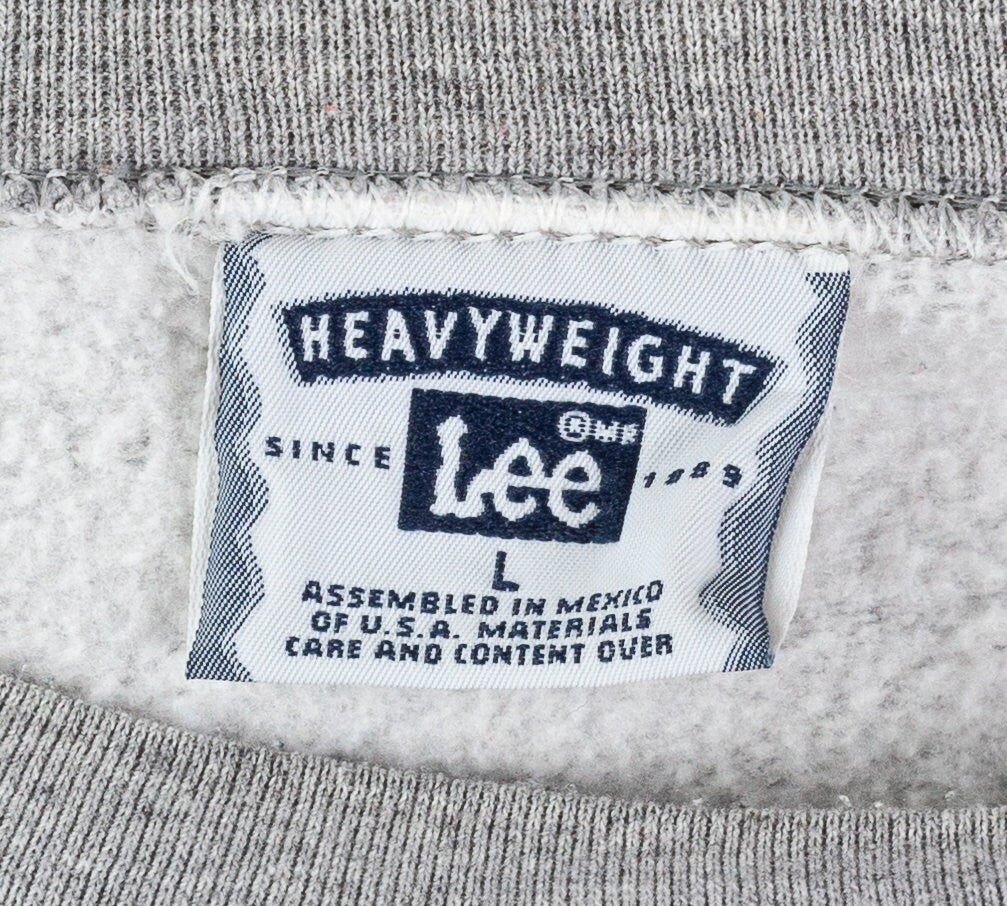 HEAVYWEIGHT
Lee ® MR
SINCE 1889
L
ASSEMBLED IN MEXICO
OF U.S.A. MATERIALS
CARE AND CONTENT OVER